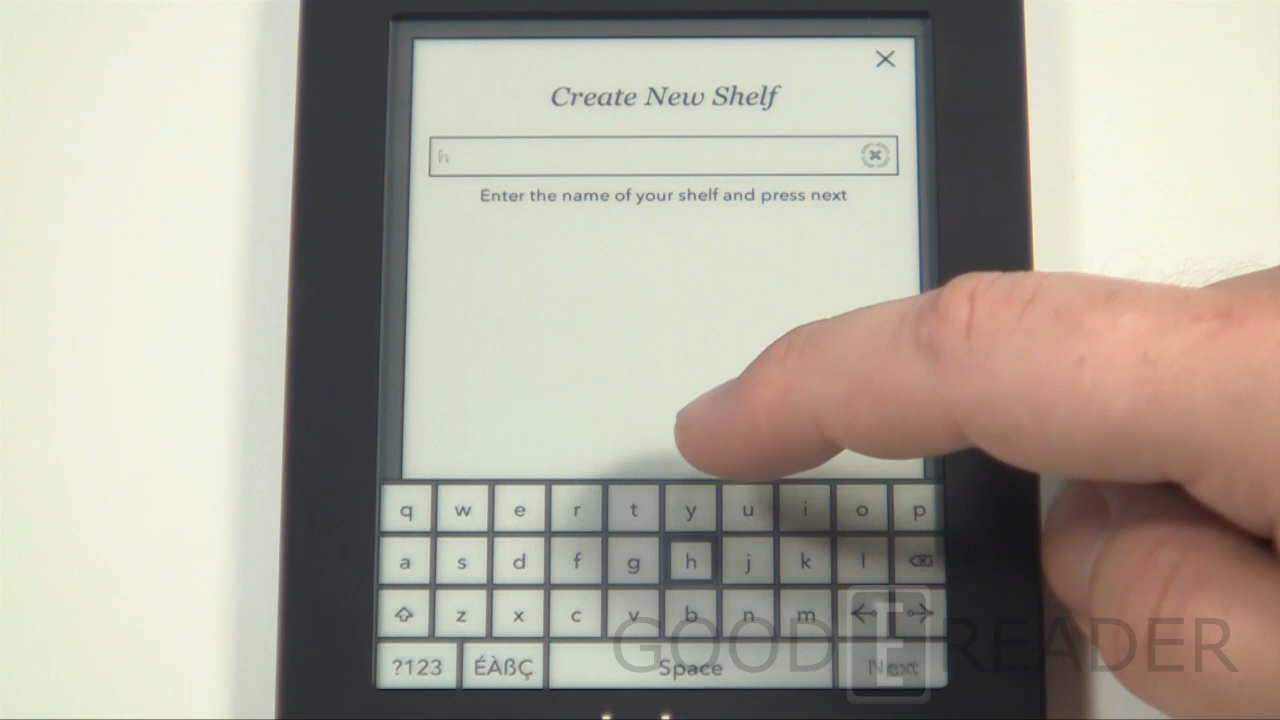 Create New Shelf
h
Enter the name of your shelf and press next
q w e r t y u i o p
a s d f g h j k l
z x c v b n m
?123 ÉÀßÇ Space Next
GOOD E READER